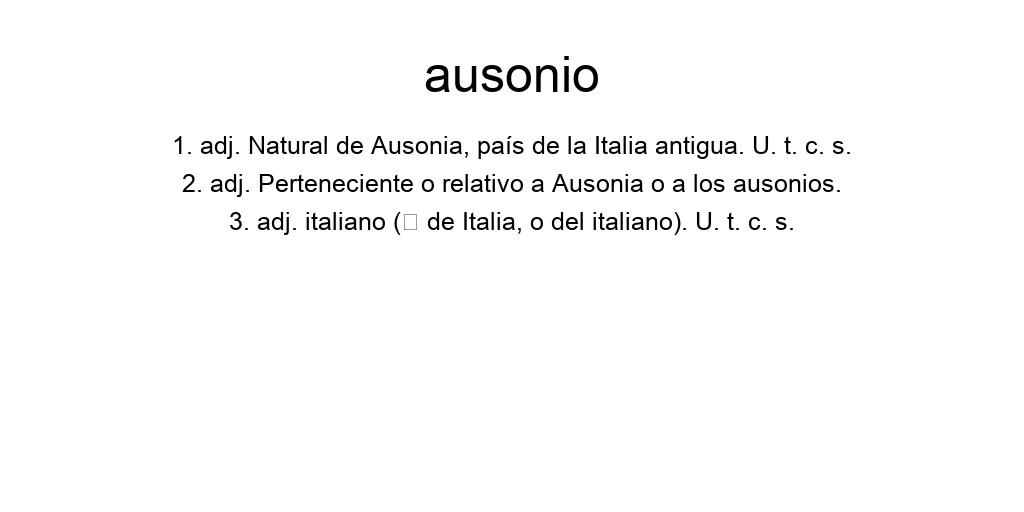 ausonio
1. adj. Natural de Ausonia, país de la Italia antigua. U. t. c. s.
2. adj. Perteneciente o relativo a Ausonia o a los ausonios.
3. adj. italiano (□ de Italia, o del italiano). U. t. c. s.